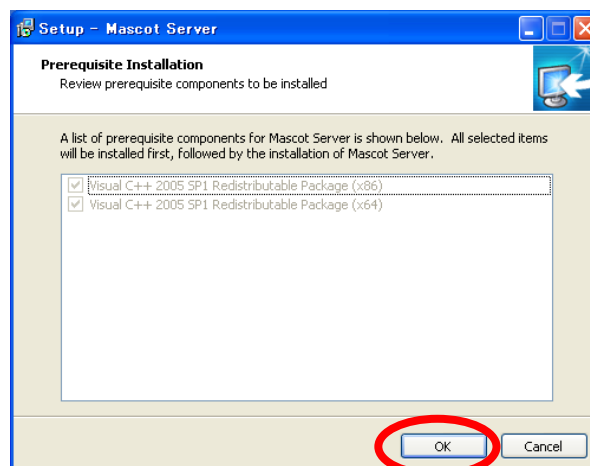 Setup - Mascot Server
Prerequisite Installation
Review prerequisite components to be installed
A list of prerequisite components for Mascot Server is shown below. All selected items
will be installed first, followed by the installation of Mascot Server.
Visual C++ 2005 SP1 Redistributable Package (x86)
Visual C++ 2005 SP1 Redistributable Package (x64)
OK
Cancel